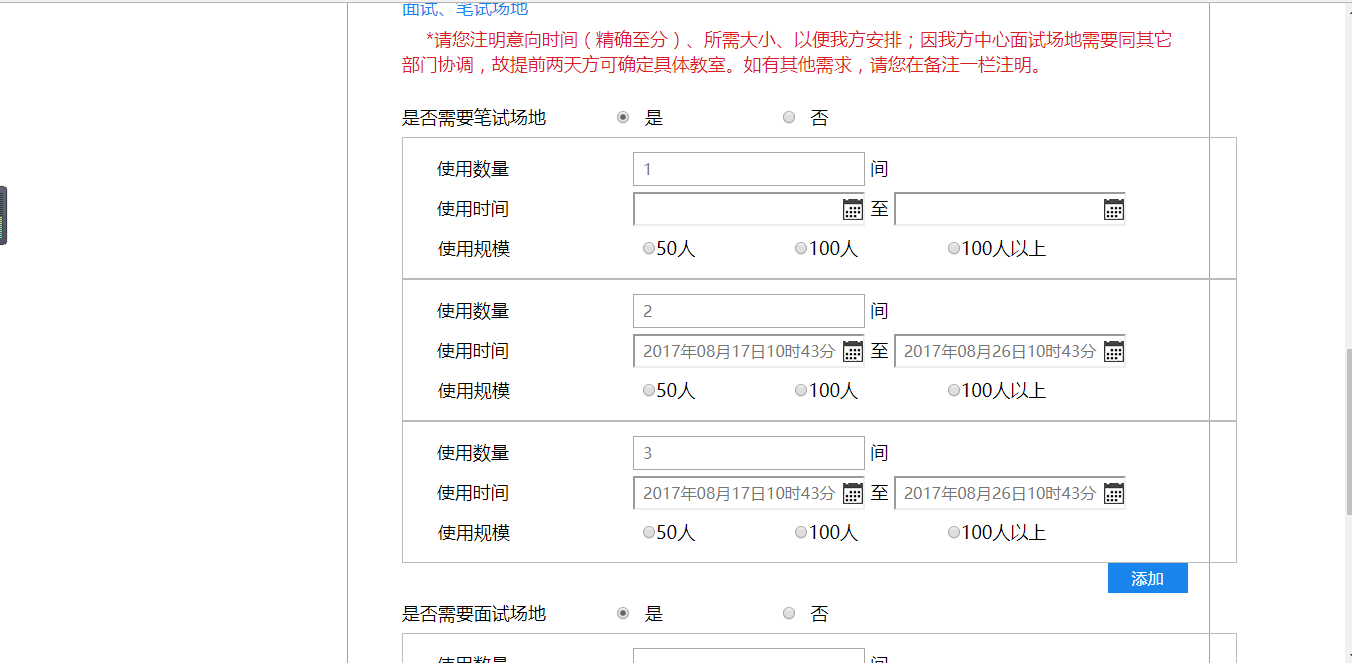 面试、笔试场地
*请您注明意向时间（精确至分）、所需大小、以便我方安排；因我方中心面试场地需要同其它
部门协调，故提前两天方可确定具体教室。如有其他需求，请您在备注一栏注明。
是否需要笔试场地 是 否
使用数量 1 间
使用时间 至
使用规模 50人 100人 100人以上
使用数量 2 间
使用时间 2017年08月17日10时43分 至 2017年08月26日10时43分
使用规模 50人 100人 100人以上
使用数量 3 间
使用时间 2017年08月17日10时43分 至 2017年08月26日10时43分
使用规模 50人 100人 100人以上
添加
是否需要面试场地 是 否
使用数量 间